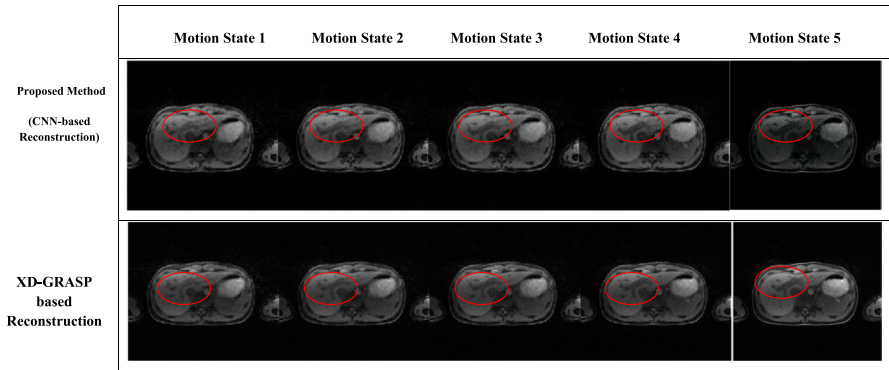 Motion State 1 Motion State 2 Motion State 3 Motion State 4 Motion State 5
Proposed Method
(CNN-based
Reconstruction)
XD-GRASP
based
Reconstruction